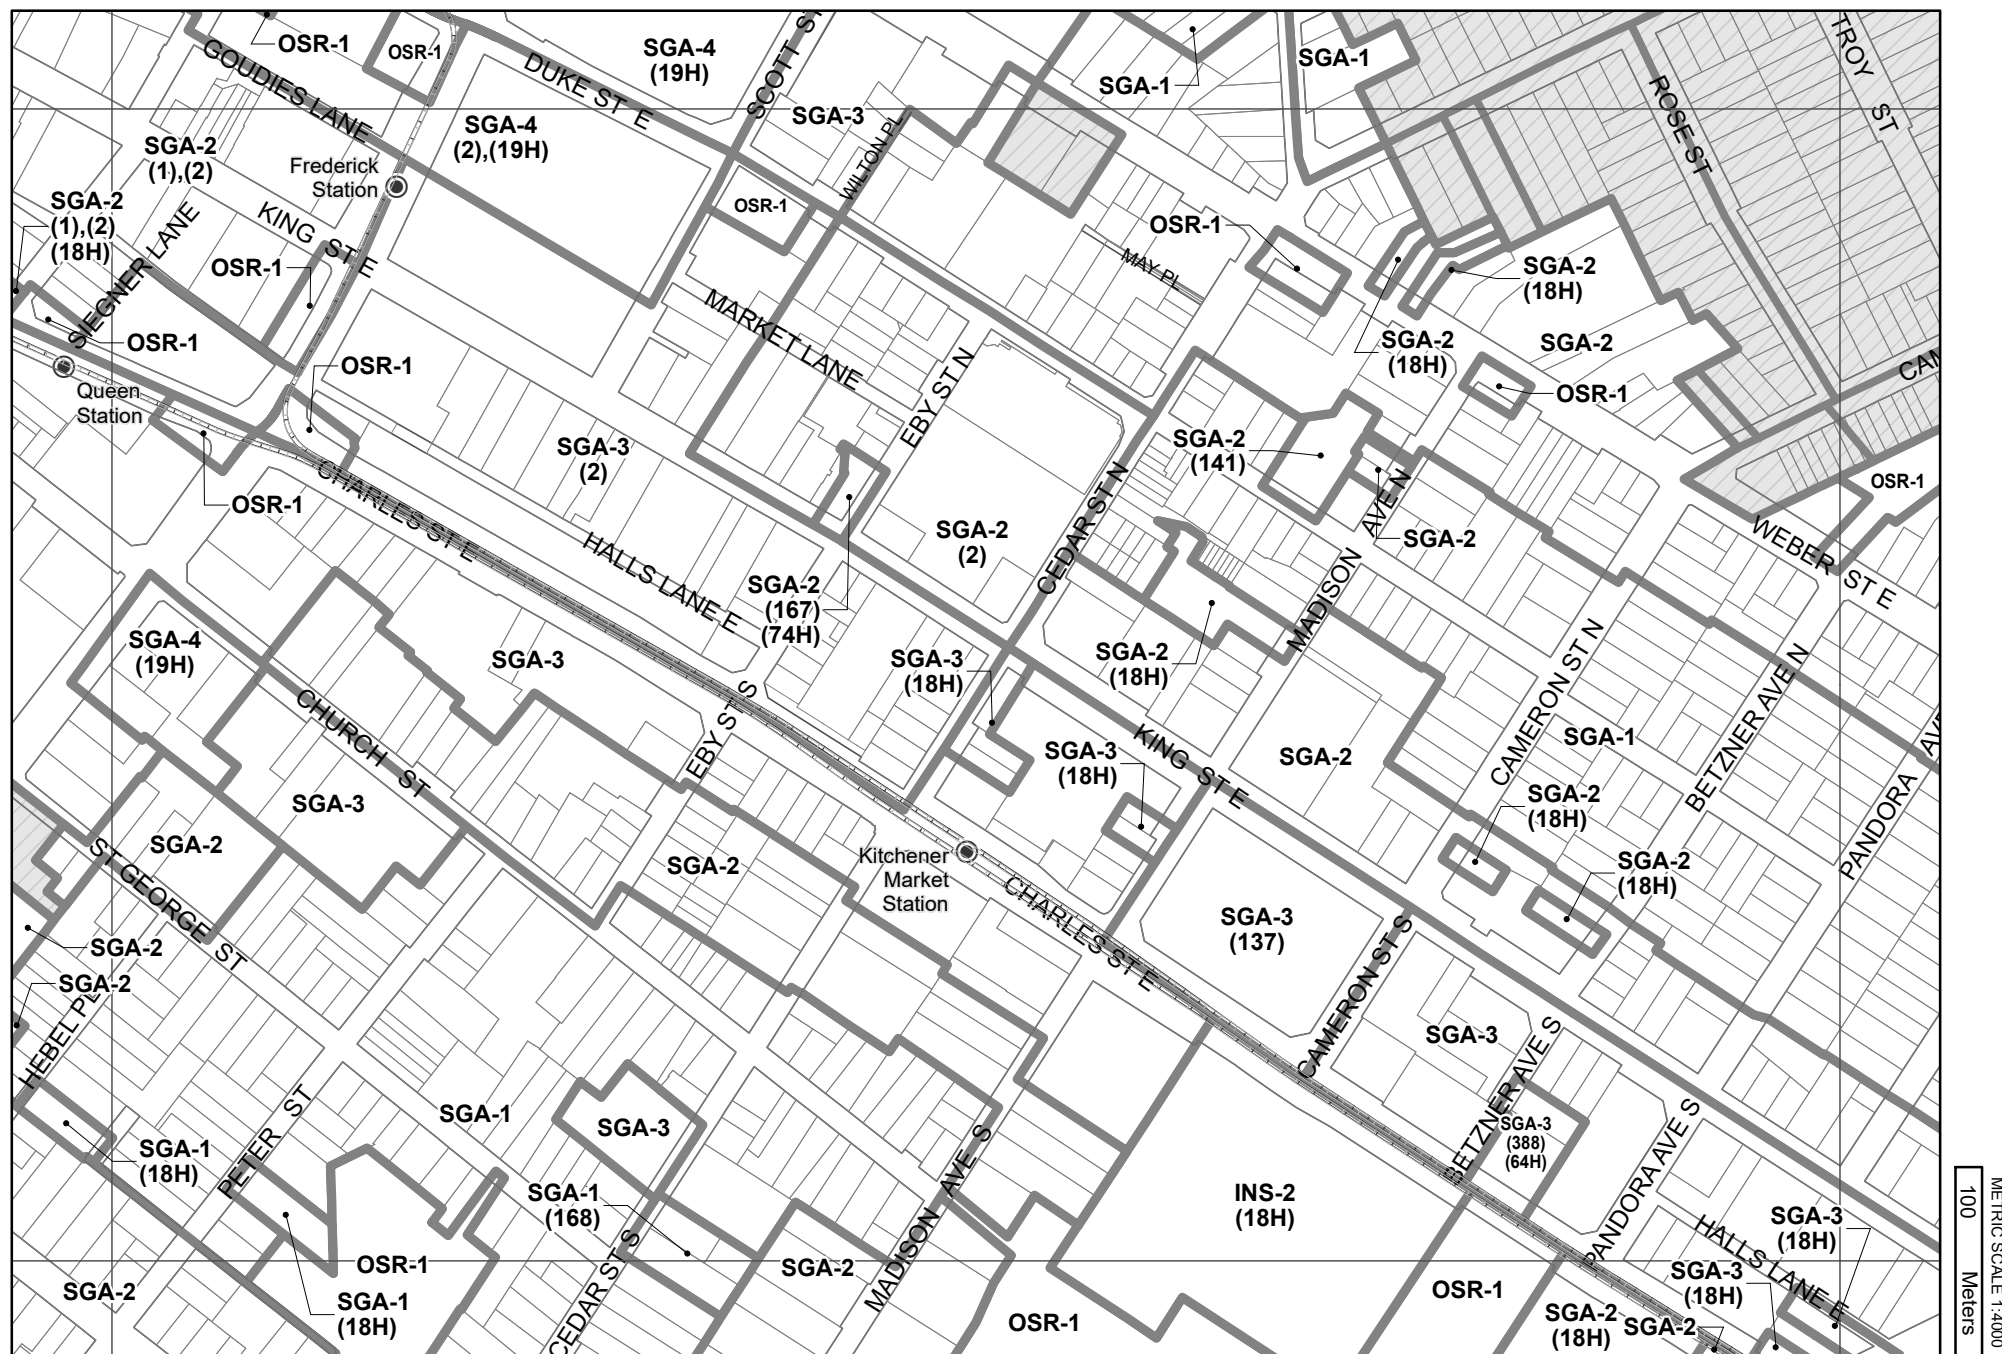 OSR-1
OSR-1
SGA-4
(19H)
SCOTT ST
SGA-1
SGA-1
TROY
ST
GOUDIES LANE
DUKE ST E
SGA-3
ROSE ST
SGA-4
(2),(19H)
SGA-2
(1),(2)
Frederick
Station
WILTON PL
SGA-2
(1),(2)
(18H)
KING ST E
OSR-1
OSR-1
SIEGNER LANE
OSR-1
MAY PL
SGA-2
(18H)
MARKET LANE
OSR-1
OSR-1
SGA-2
(18H)
SGA-2
OSR-1
Queen
Station
EBY ST N
SGA-3
(2)
SGA-2
(141)
OSR-1
CHARLES ST E
OSR-1
SGA-2
(2)
CEDAR ST N
AVE N
MADISON
SGA-2
WEBER ST E
HALLS LANE E
SGA-2
(167)
(74H)
SGA-4
(19H)
SGA-3
SGA-3
(18H)
SGA-2
(18H)
CAMERON ST N
BETZNER AVE N
CHURCH ST
EBY ST S
KING ST E
SGA-3
(18H)
SGA-2
SGA-1
PANDORA
SGA-3
SGA-2
(18H)
SGA-2
ST GEORGE ST
SGA-2
Kitchener
Market
Station
SGA-2
(18H)
CHARLES ST E
SGA-3
(137)
SGA-2
SGA-2
HEBEL PL
CAMERON ST S
SGA-3
BETZNER AVE S
SGA-1
SGA-3
SGA-3
(388)
(64H)
PANDORA AVE S
SGA-1
(18H)
PETER ST
SGA-1
(168)
MADISON AVE S
INS-2
(18H)
SGA-3
(18H)
HALLS LANE E
CEDAR ST S
OSR-1
SGA-2
SGA-2
SGA-1
(18H)
OSR-1
OSR-1
SGA-3
(18H)
SGA-2
(18H)
SGA-2
METRIC SCALE 1:4000
100 Meters